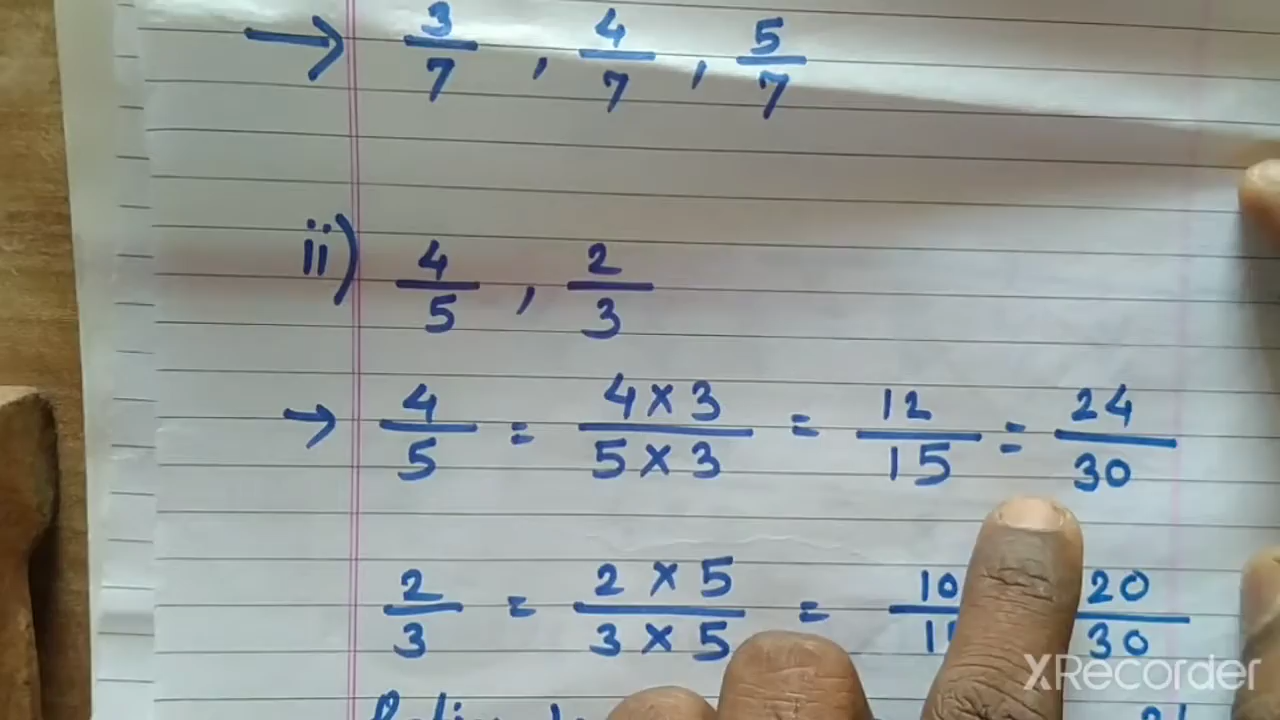 → 3/7 , 4/7 , 5/7
ii) 4/5 , 2/3
→ 4/5 = 4 × 3 / 5 × 3 = 12/15 = 24/30
2/3 = 2 × 5 / 3 × 5 = 10/1 20/30
XRecorder